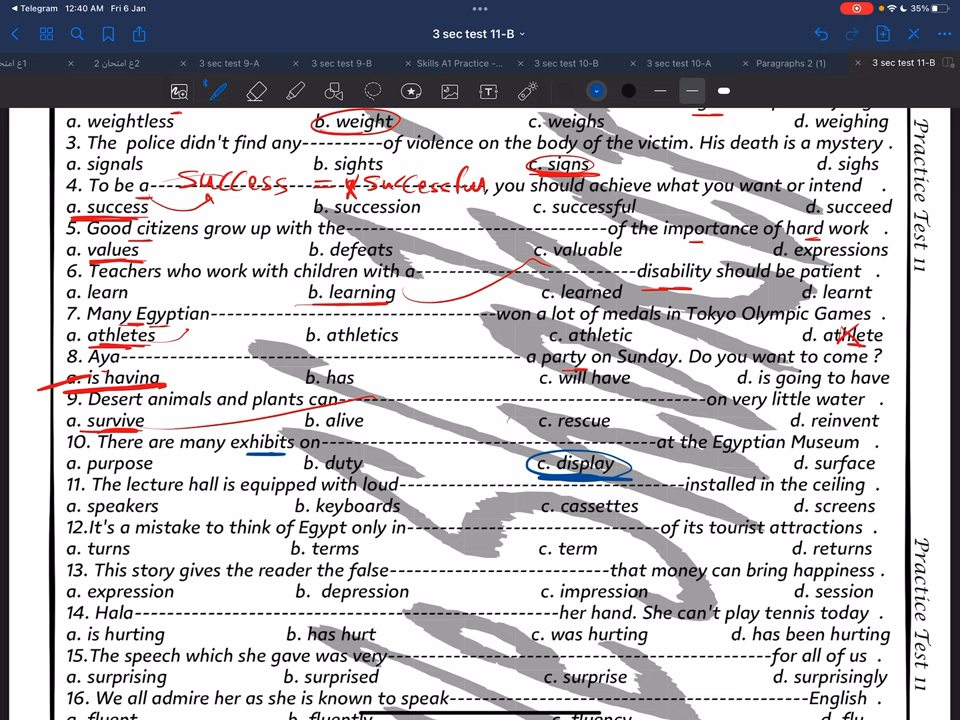 Telegram 12:40 AM Fri 6 Jan 35%
3 sec test 11-B
ع1 امتح 2ع امتحان 2 3 sec test 9-A 3 sec test 9-B Skills A1 Practice -... 3 sec test 10-B 3 sec test 10-A Paragraphs 2 (1) 3 sec test 11-B
a. weightless b. weight c. weighs d. weighing
3. The police didn't find any----------of violence on the body of the victim. His death is a mystery .
a. signals b. sights c. signs d. sighs
success = successful
4. To be a----------, you should achieve what you want or intend .
a. success b. succession c. successful d. succeed
5. Good citizens grow up with the----------of the importance of hard work .
a. values b. defeats c. valuable d. expressions
6. Teachers who work with children with a----------disability should be patient .
a. learn b. learning c. learned d. learnt
7. Many Egyptian----------won a lot of medals in Tokyo Olympic Games .
a. athletes b. athletics c. athletic d. athlete
8. Aya----------a party on Sunday. Do you want to come ?
a. is having b. has c. will have d. is going to have
9. Desert animals and plants can----------on very little water .
a. survive b. alive c. rescue d. reinvent
10. There are many exhibits on----------at the Egyptian Museum .
a. purpose b. duty c. display d. surface
11. The lecture hall is equipped with loud----------installed in the ceiling .
a. speakers b. keyboards c. cassettes d. screens
12.It's a mistake to think of Egypt only in----------of its tourist attractions .
a. turns b. terms c. term d. returns
13. This story gives the reader the false----------that money can bring happiness .
a. expression b. depression c. impression d. session
14. Hala----------her hand. She can't play tennis today .
a. is hurting b. has hurt c. was hurting d. has been hurting
15.The speech which she gave was very----------for all of us .
a. surprising b. surprised c. surprise d. surprisingly
16. We all admire her as she is known to speak----------English .
a. fluent b. fluently c. fluency d. flu
Practice Test 11
Practice Test 11